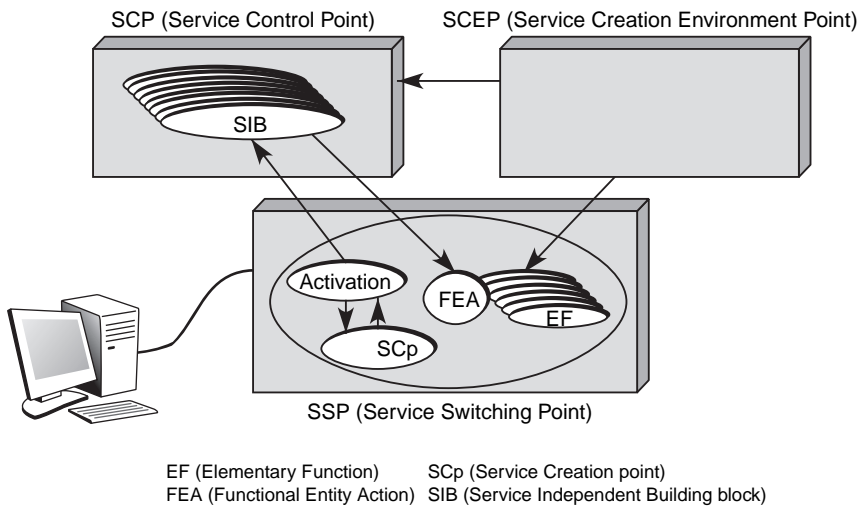 SCP (Service Control Point)
SCEP (Service Creation Environment Point)
SIB
Activation
FEA
EF
SCp
SSP (Service Switching Point)
EF (Elementary Function)
SCp (Service Creation point)
FEA (Functional Entity Action)
SIB (Service Independent Building block)